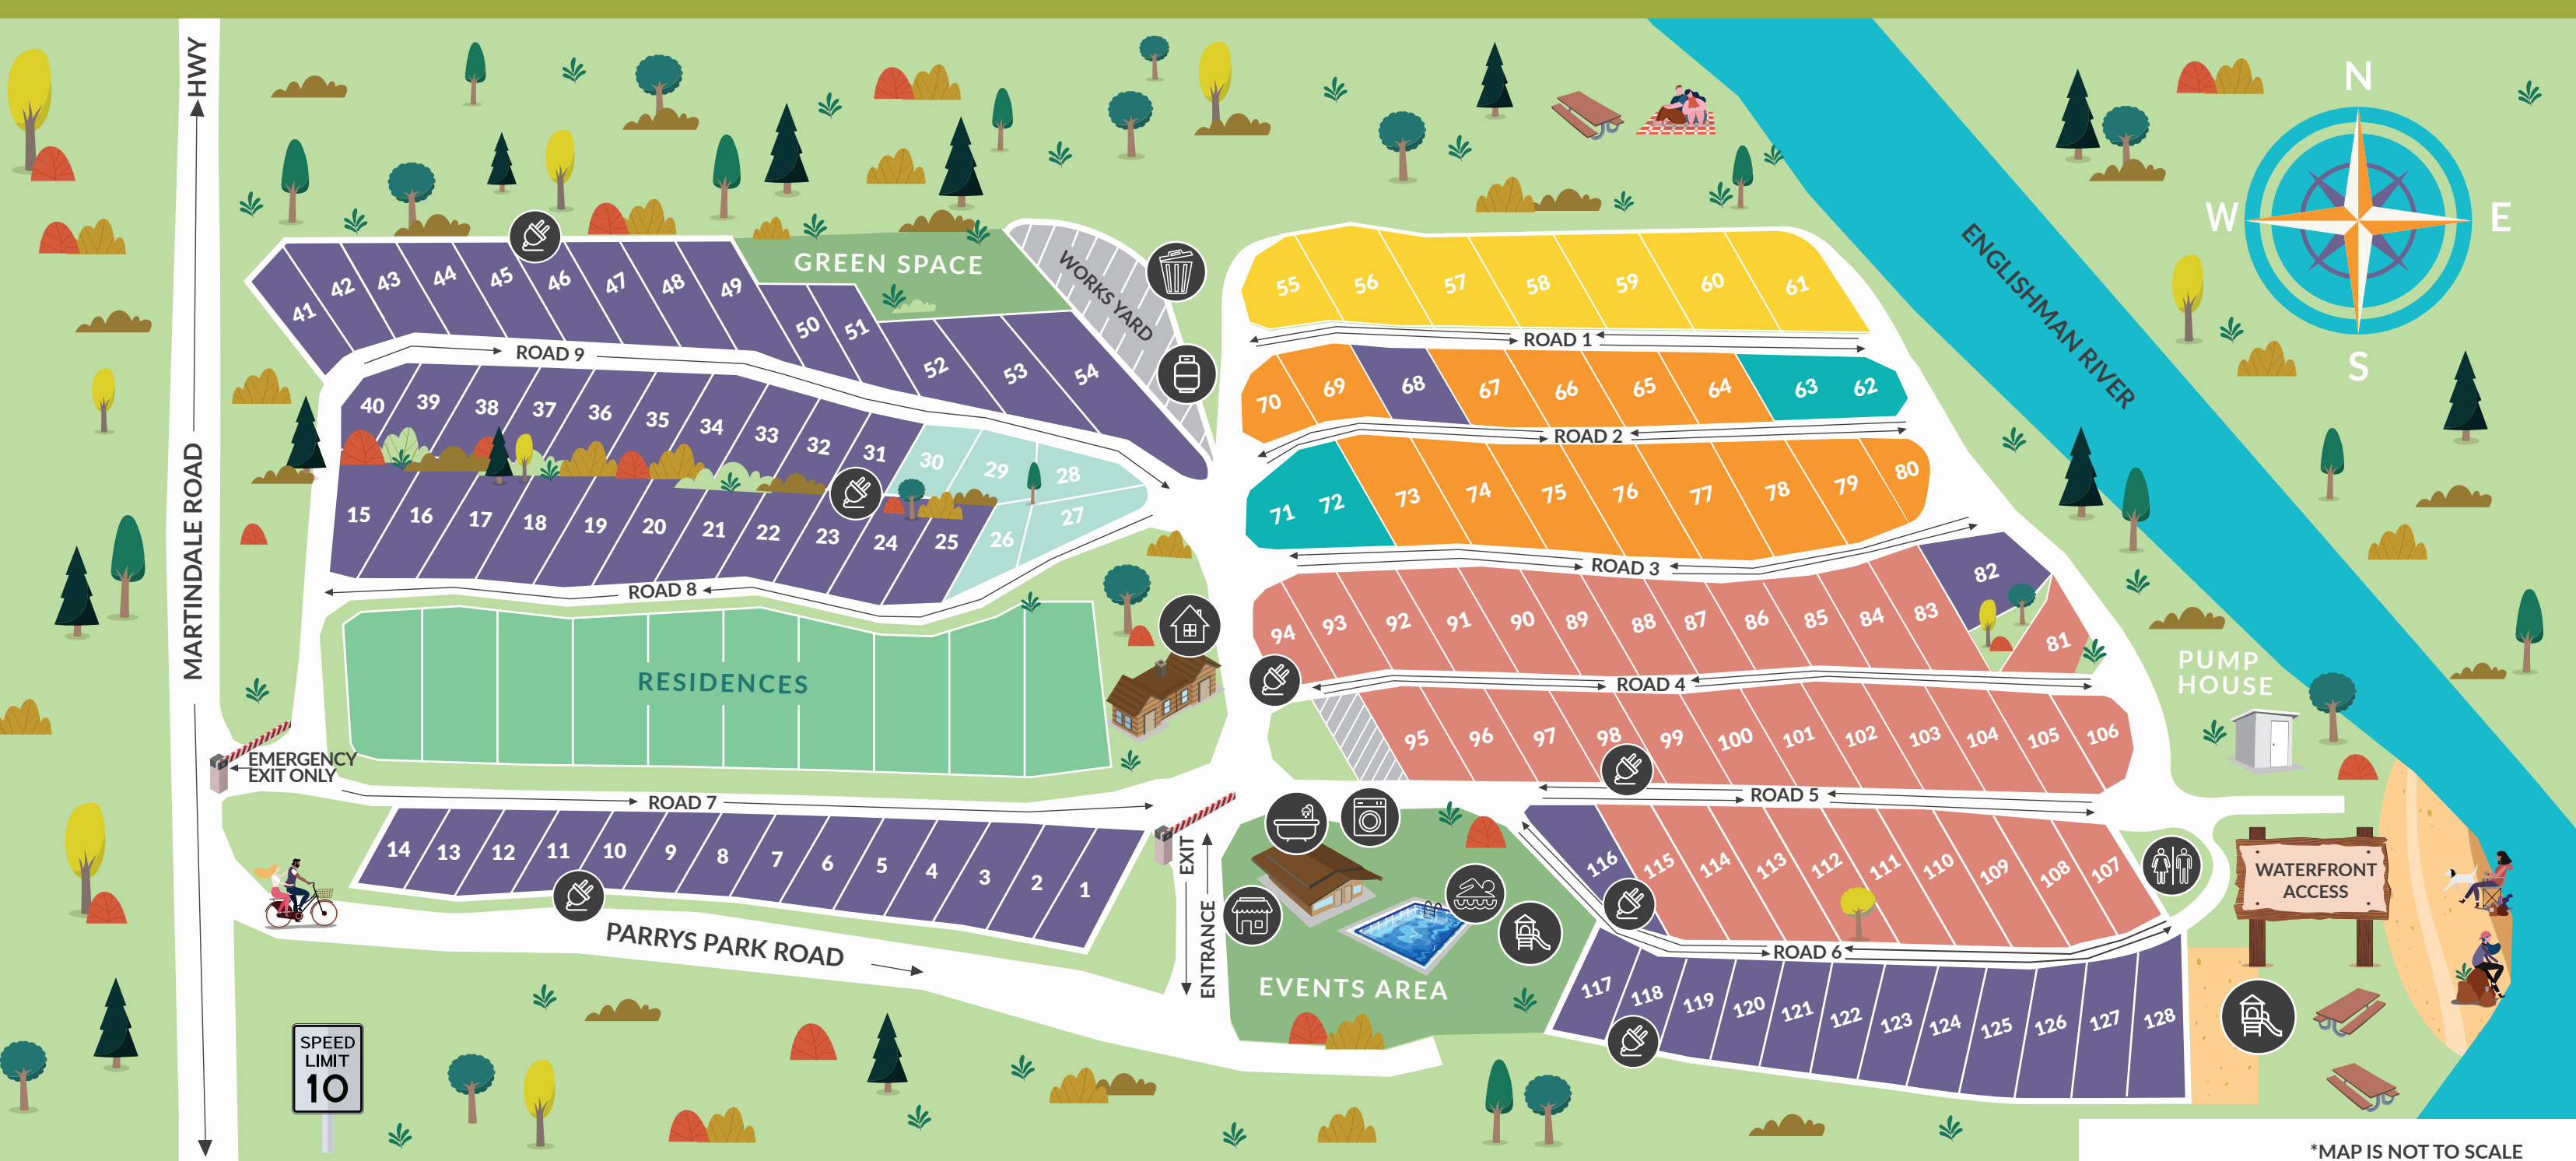 HWY
MARTINDALE ROAD
N
W
E
S
ENGLISHMAN RIVER
GREEN SPACE
WORKS YARD
41 42 43 44 45 46 47 48 49 50 51 52 53 54
ROAD 9
40 39 38 37 36 35 34 33 32 31 30 29 28
15 16 17 18 19 20 21 22 23 24 25 26 27
ROAD 8
RESIDENCES
EMERGENCY
EXIT ONLY
ROAD 7
14 13 12 11 10 9 8 7 6 5 4 3 2 1
PARRYS PARK ROAD
EXIT
ENTRANCE
SPEED
LIMIT
10
55 56 57 58 59 60 61
ROAD 1
70 69 68 67 66 65 64 63 62
ROAD 2
71 72 73 74 75 76 77 78 79 80
ROAD 3
94 93 92 91 90 89 88 87 86 85 84 83 82 81
ROAD 4
95 96 97 98 99 100 101 102 103 104 105 106
ROAD 5
116 115 114 113 112 111 110 109 108 107
ROAD 6
117 118 119 120 121 122 123 124 125 126 127 128
EVENTS AREA
PUMP
HOUSE
WATERFRONT
ACCESS
*MAP IS NOT TO SCALE